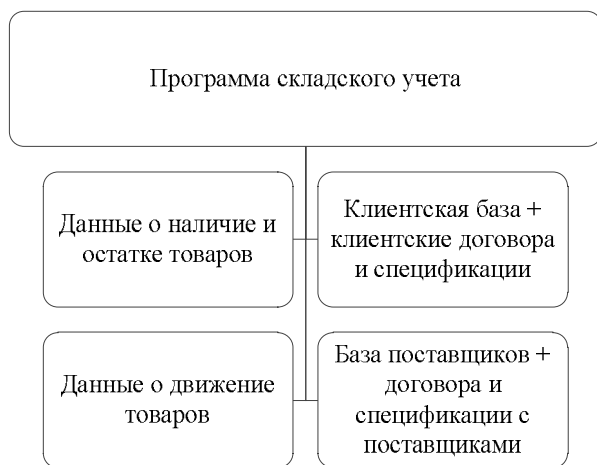 Программа складского учета
Данные о наличие и
остатке товаров
Клиентская база +
клиентские договора
и спецификации
Данные о движение
товаров
База поставщиков +
договора и
спецификации с
поставщиками